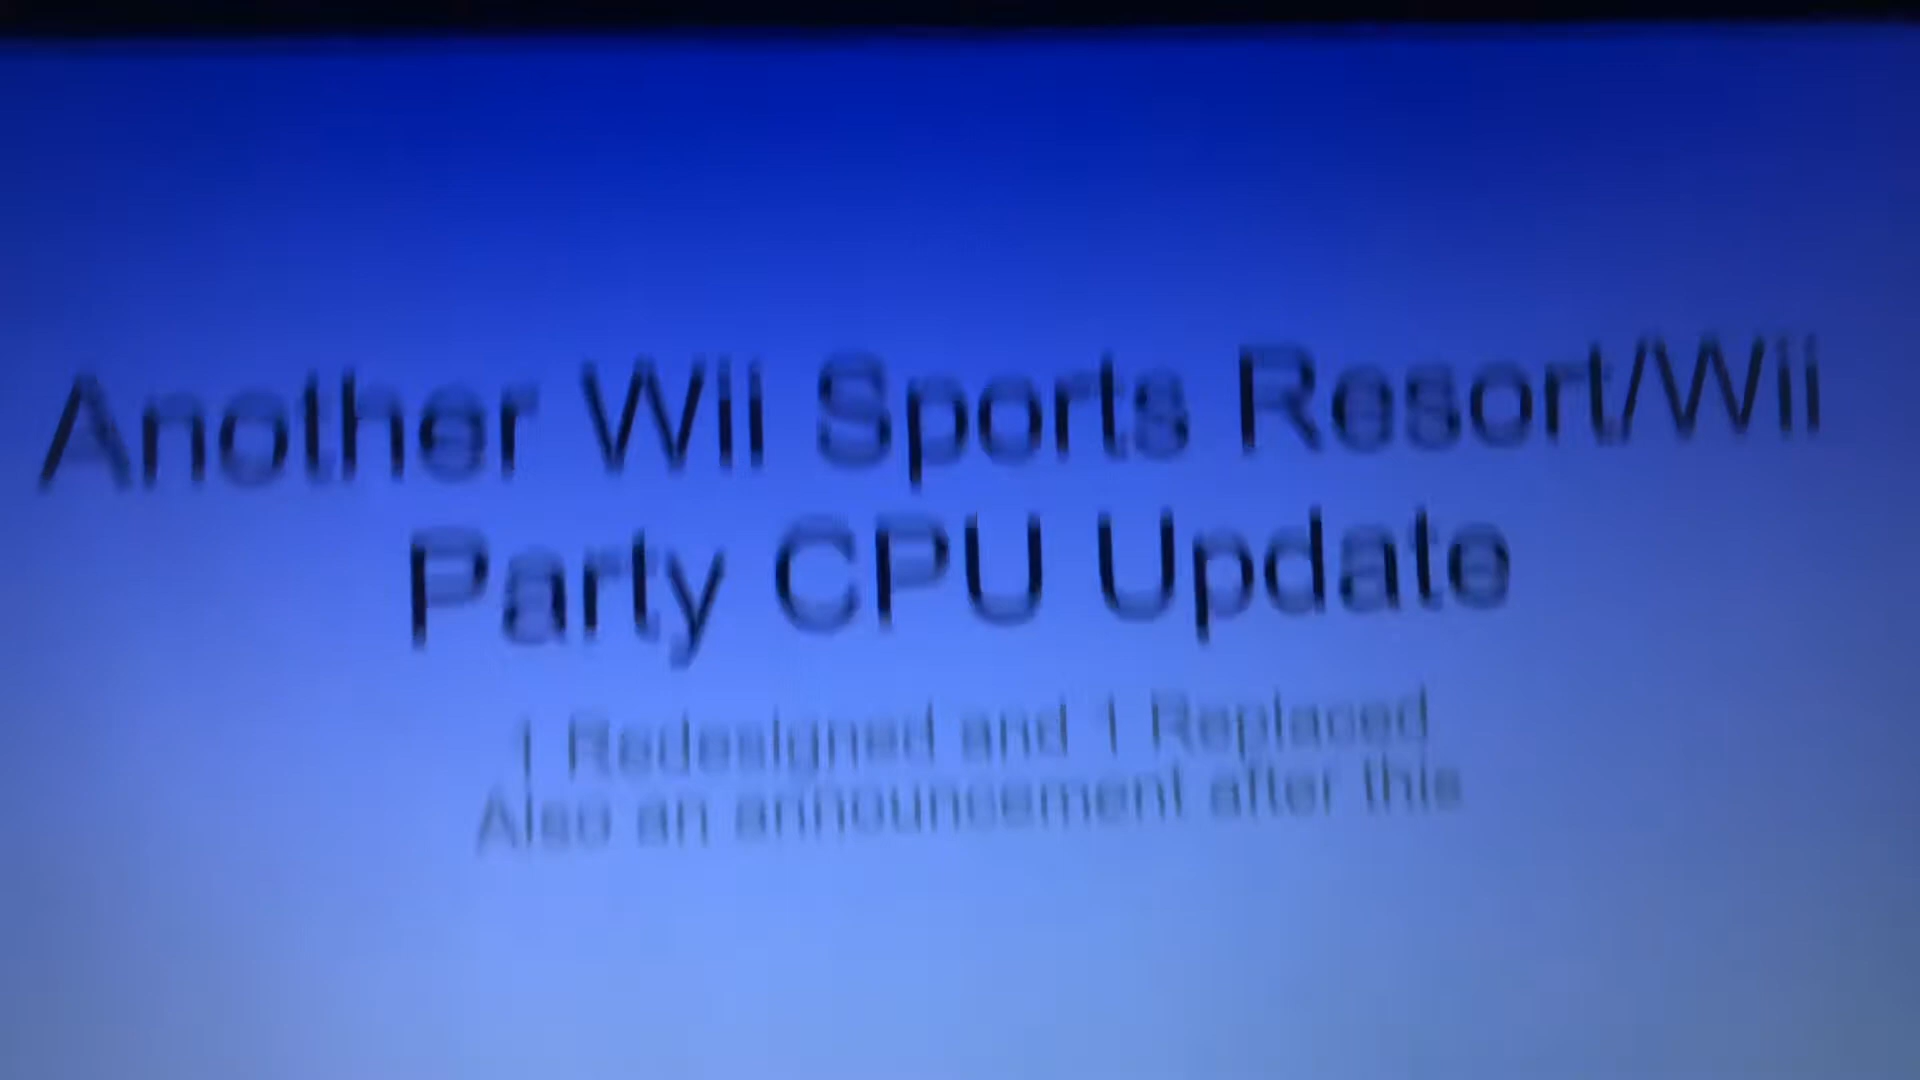 Another Wii Sports Resort/Wii
Party CPU Update
1 Redesigned and 1 Replaced
Also an announcement after this